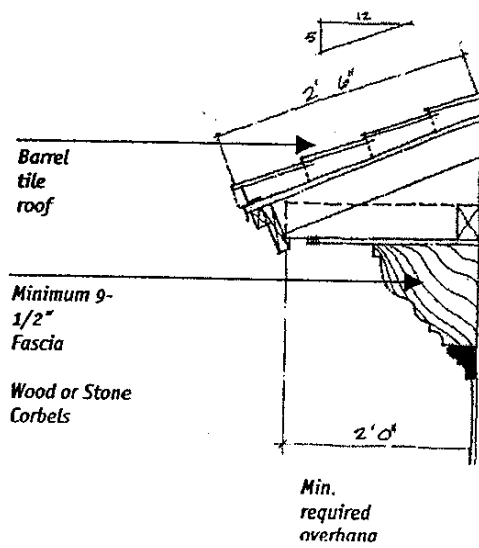 12
5
2' 6"
Barrel
tile
roof
Minimum 9-
1/2"
Fascia
Wood or Stone
Corbels
2'0"
Min.
required
overhang